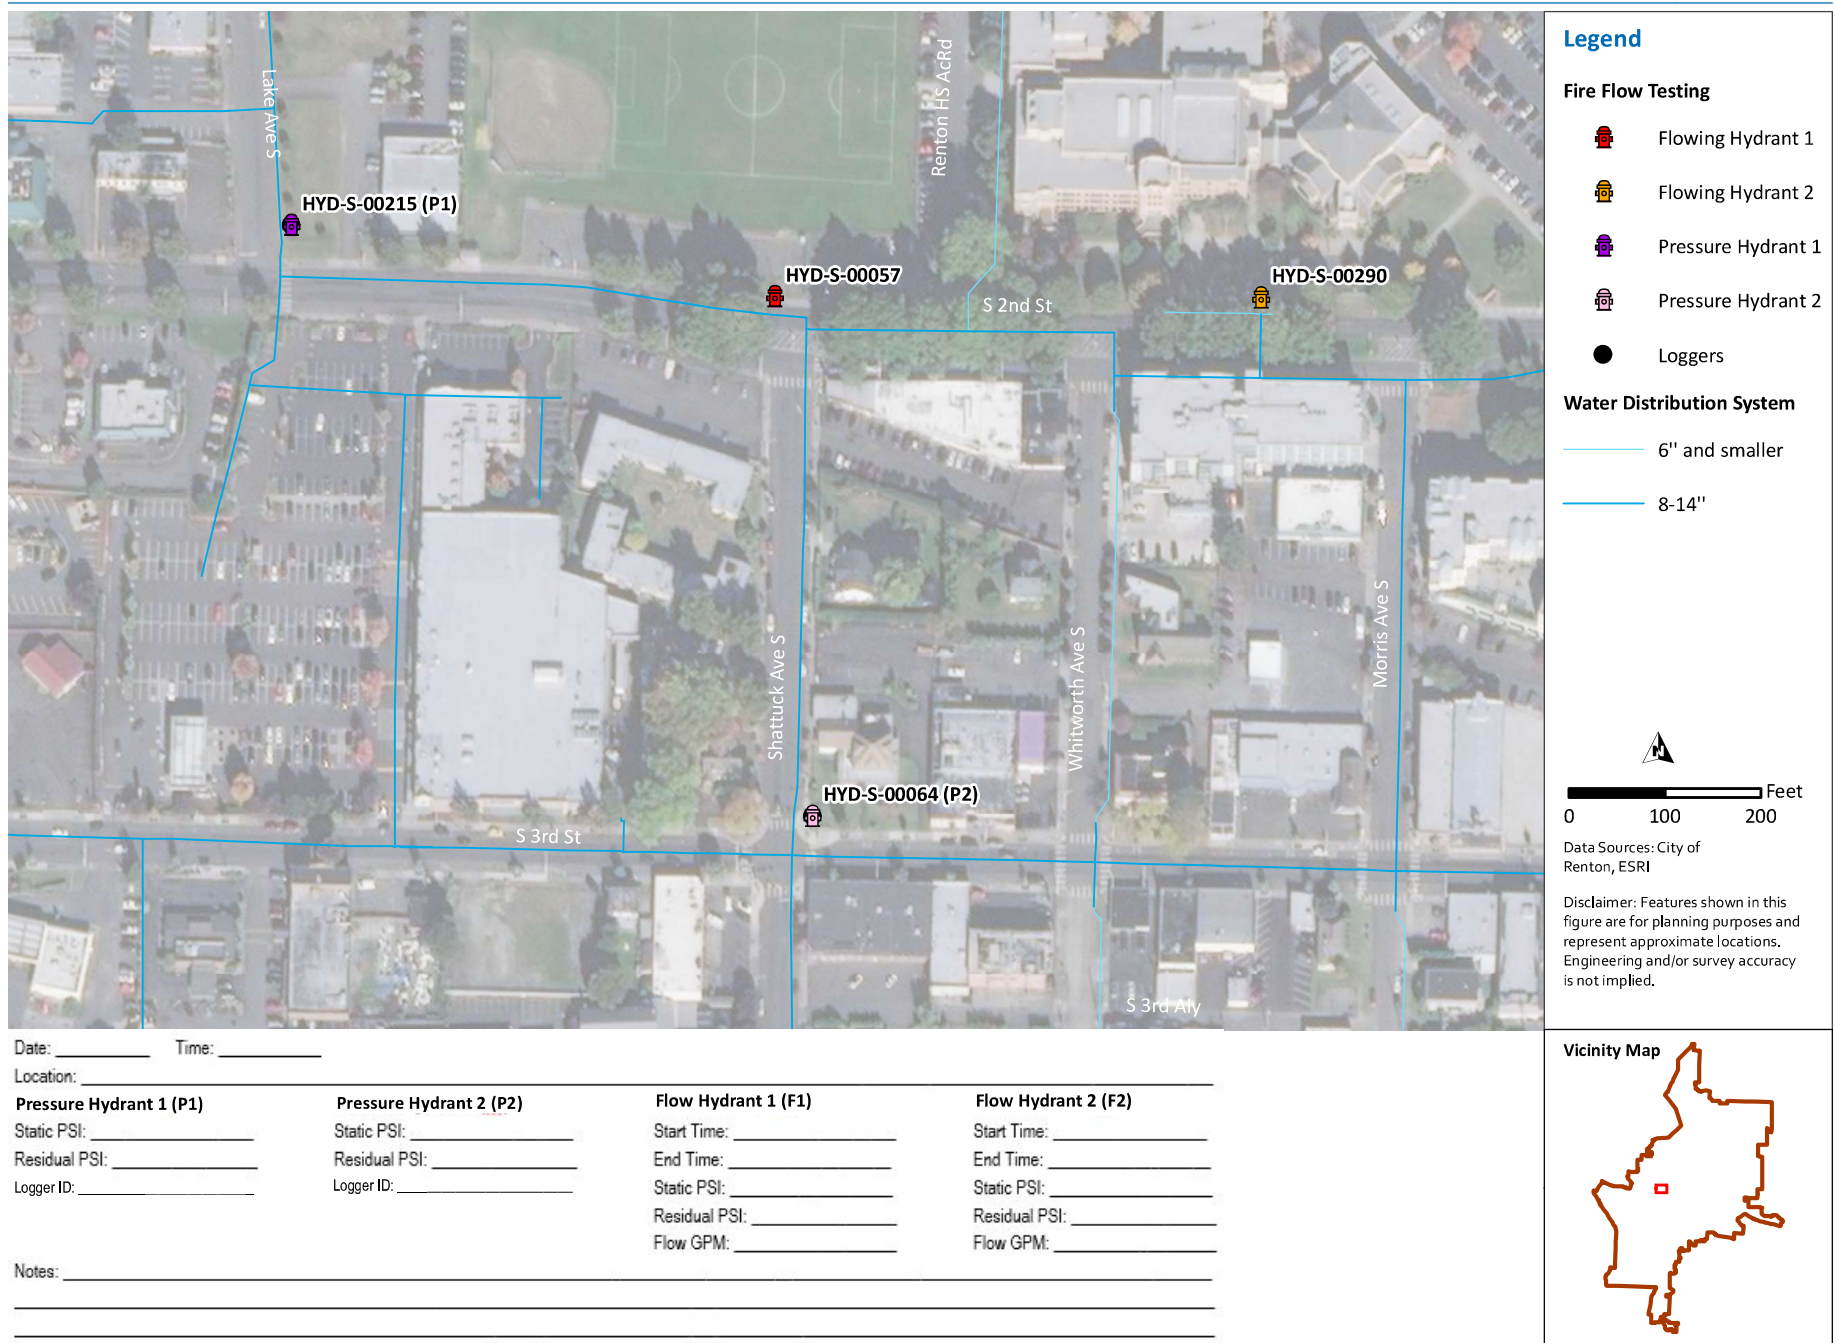 Lake Ave S
Renton HS AcRd
HYD-S-00215 (P1)
HYD-S-00057
HYD-S-00290
S 2nd St
Shattuck Ave S
Whitworth Ave S
Morris Ave S
HYD-S-00064 (P2)
S 3rd St
S 3rd Aly
Legend
Fire Flow Testing
Flowing Hydrant 1
Flowing Hydrant 2
Pressure Hydrant 1
Pressure Hydrant 2
Loggers
Water Distribution System
6" and smaller
8-14"
N
Feet
0 100 200
Data Sources: City of
Renton, ESRI
Disclaimer: Features shown in this
figure are for planning purposes and
represent approximate locations.
Engineering and/or survey accuracy
is not implied.
Vicinity Map
Date: Time:
Location:
Pressure Hydrant 1 (P1)
Static PSI:
Residual PSI:
Logger ID:
Pressure Hydrant 2 (P2)
Static PSI:
Residual PSI:
Logger ID:
Flow Hydrant 1 (F1)
Start Time:
End Time:
Static PSI:
Residual PSI:
Flow GPM:
Flow Hydrant 2 (F2)
Start Time:
End Time:
Static PSI:
Residual PSI:
Flow GPM:
Notes: